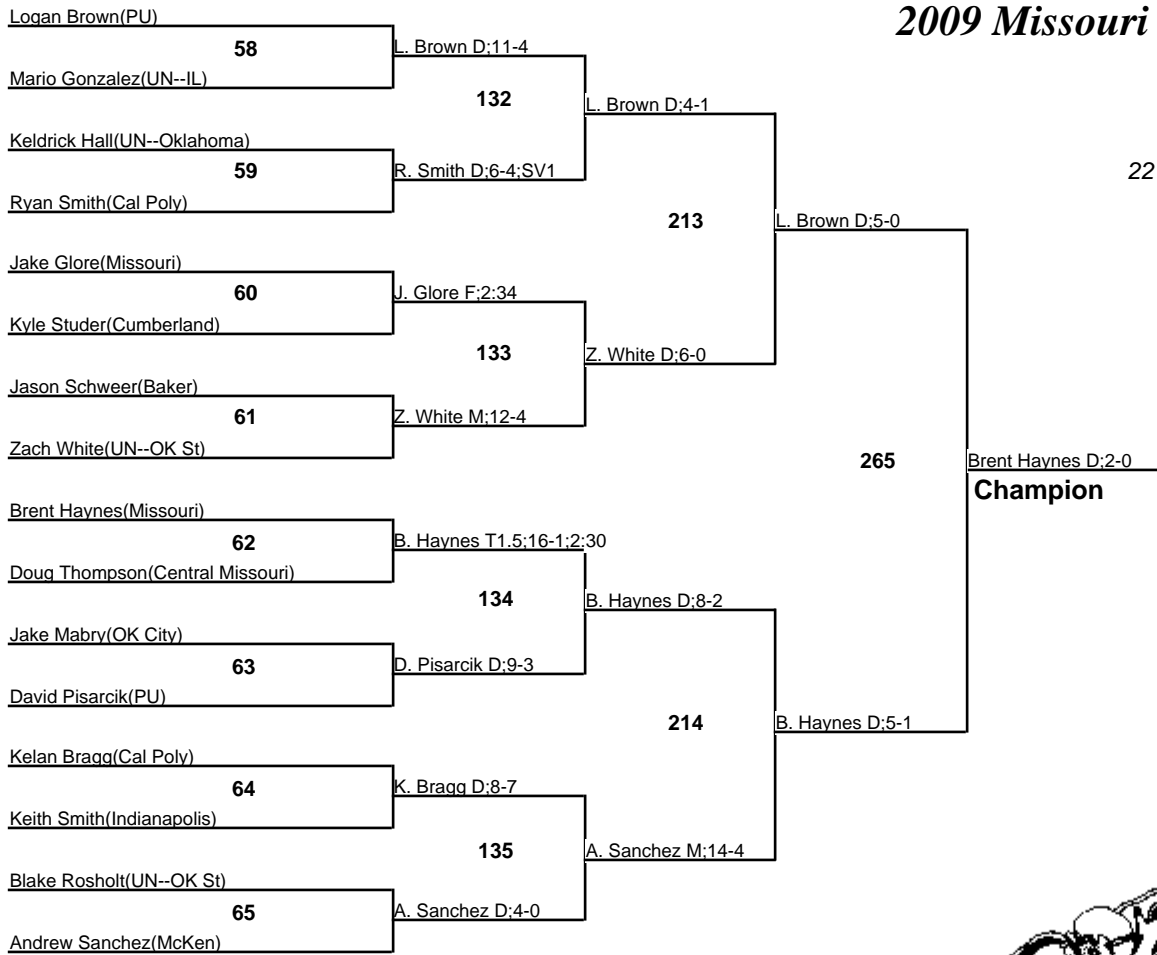 2009 Missouri
22
Logan Brown(PU)
58
Mario Gonzalez(UN--IL)
L. Brown D;11-4
132
L. Brown D;4-1
Keldrick Hall(UN--Oklahoma)
59
Ryan Smith(Cal Poly)
R. Smith D;6-4;SV1
213
L. Brown D;5-0
Jake Glore(Missouri)
60
Kyle Studer(Cumberland)
J. Glore F;2:34
133
Z. White D;6-0
Jason Schweer(Baker)
61
Zach White(UN--OK St)
Z. White M;12-4
265
Brent Haynes D;2-0
Champion
Brent Haynes(Missouri)
62
Doug Thompson(Central Missouri)
B. Haynes T1.5;16-1;2:30
134
B. Haynes D;8-2
Jake Mabry(OK City)
63
David Pisarcik(PU)
D. Pisarcik D;9-3
214
B. Haynes D;5-1
Kelan Bragg(Cal Poly)
64
Keith Smith(Indianapolis)
K. Bragg D;8-7
135
A. Sanchez M;14-4
Blake Rosholt(UN--OK St)
65
Andrew Sanchez(McKen)
A. Sanchez D;4-0